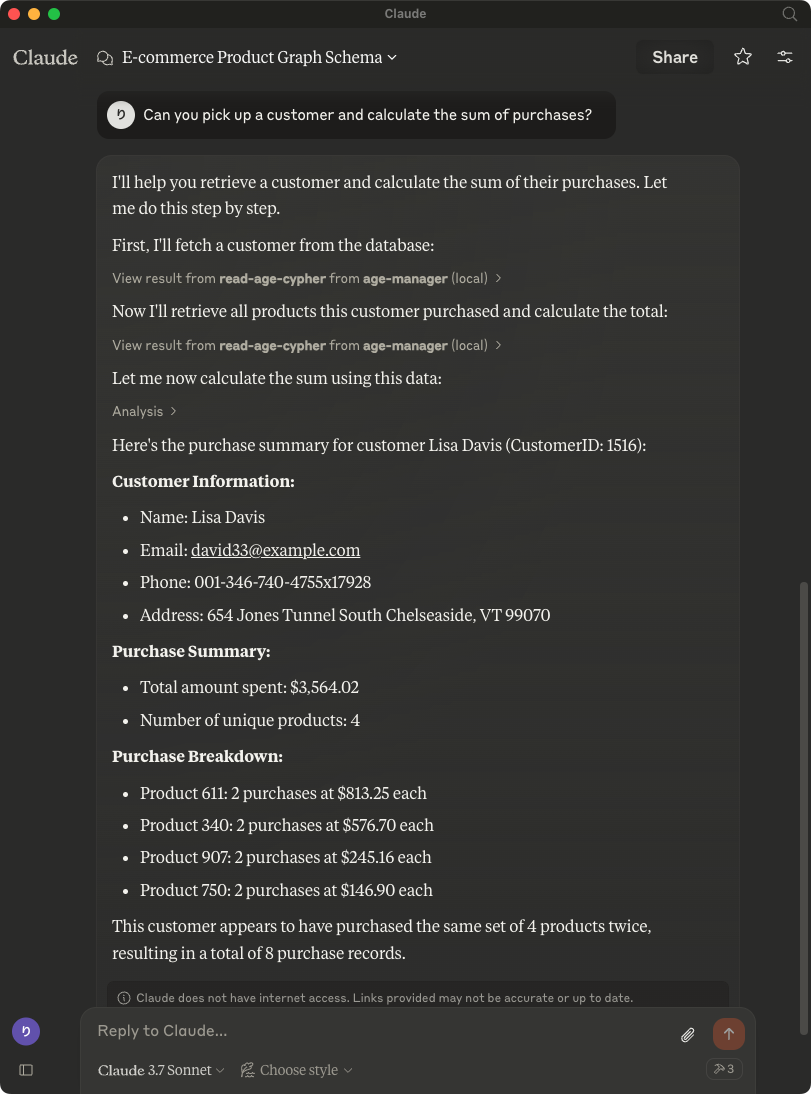 Claude
Claude
E-commerce Product Graph Schema
Share
り
Can you pick up a customer and calculate the sum of purchases?
I'll help you retrieve a customer and calculate the sum of their purchases. Let
me do this step by step.
First, I'll fetch a customer from the database:
View result from read-age-cypher from age-manager (local)
Now I'll retrieve all products this customer purchased and calculate the total:
View result from read-age-cypher from age-manager (local)
Let me now calculate the sum using this data:
Analysis
Here's the purchase summary for customer Lisa Davis (CustomerID: 1516):
Customer Information:
• Name: Lisa Davis
• Email: david33@example.com
• Phone: 001-346-740-4755x17928
• Address: 654 Jones Tunnel South Chelseaside, VT 99070
Purchase Summary:
• Total amount spent: $3,564.02
• Number of unique products: 4
Purchase Breakdown:
• Product 611: 2 purchases at $813.25 each
• Product 340: 2 purchases at $576.70 each
• Product 907: 2 purchases at $245.16 each
• Product 750: 2 purchases at $146.90 each
This customer appears to have purchased the same set of 4 products twice,
resulting in a total of 8 purchase records.
Claude does not have internet access. Links provided may not be accurate or up to date.
り
Reply to Claude...
Claude 3.7 Sonnet
Choose style
3